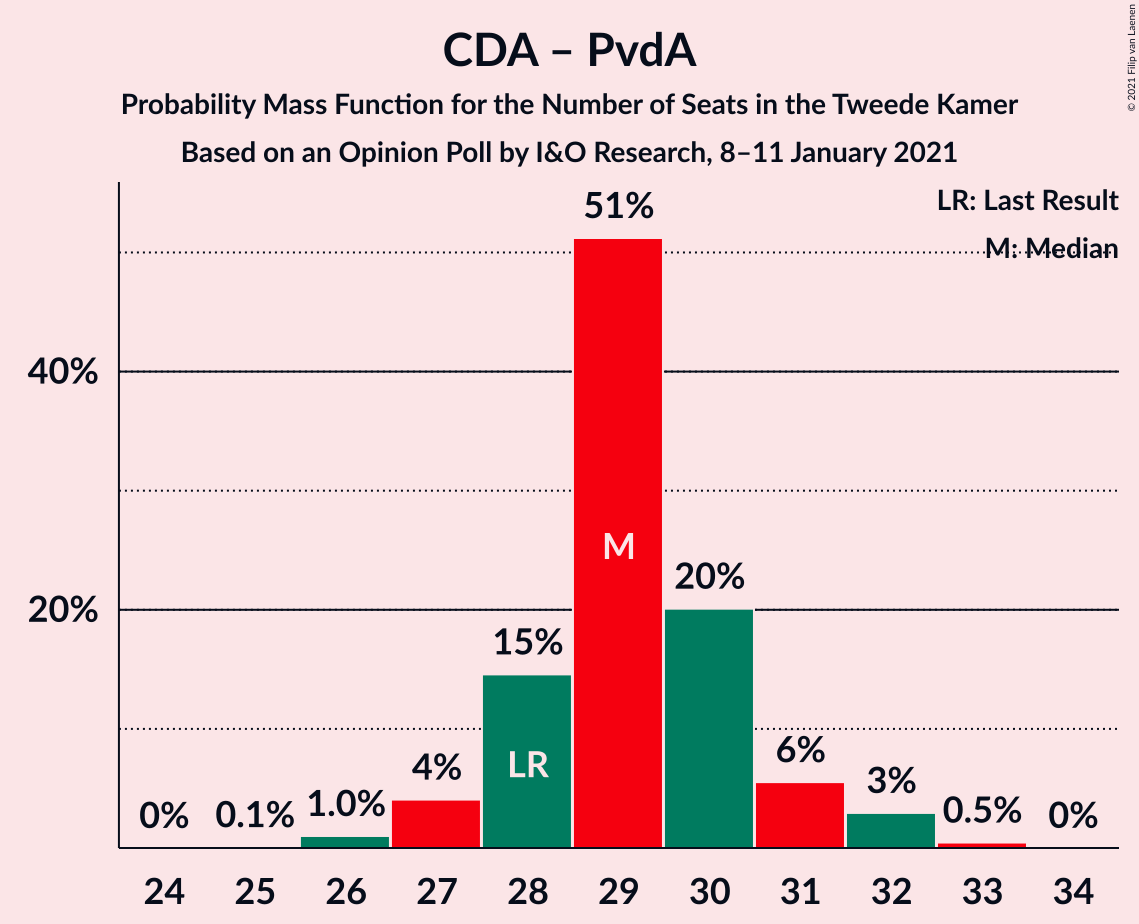 CDA – PvdA
Probability Mass Function for the Number of Seats in the Tweede Kamer
Based on an Opinion Poll by I&O Research, 8–11 January 2021
© 2021 Filip van Laenen
LR: Last Result
M: Median
51%
40%
M
20%
20%
15%
LR
6%
4%
3%
1.0%
0.5%
0%
0.1%
0%
24 25 26 27 28 29 30 31 32 33 34